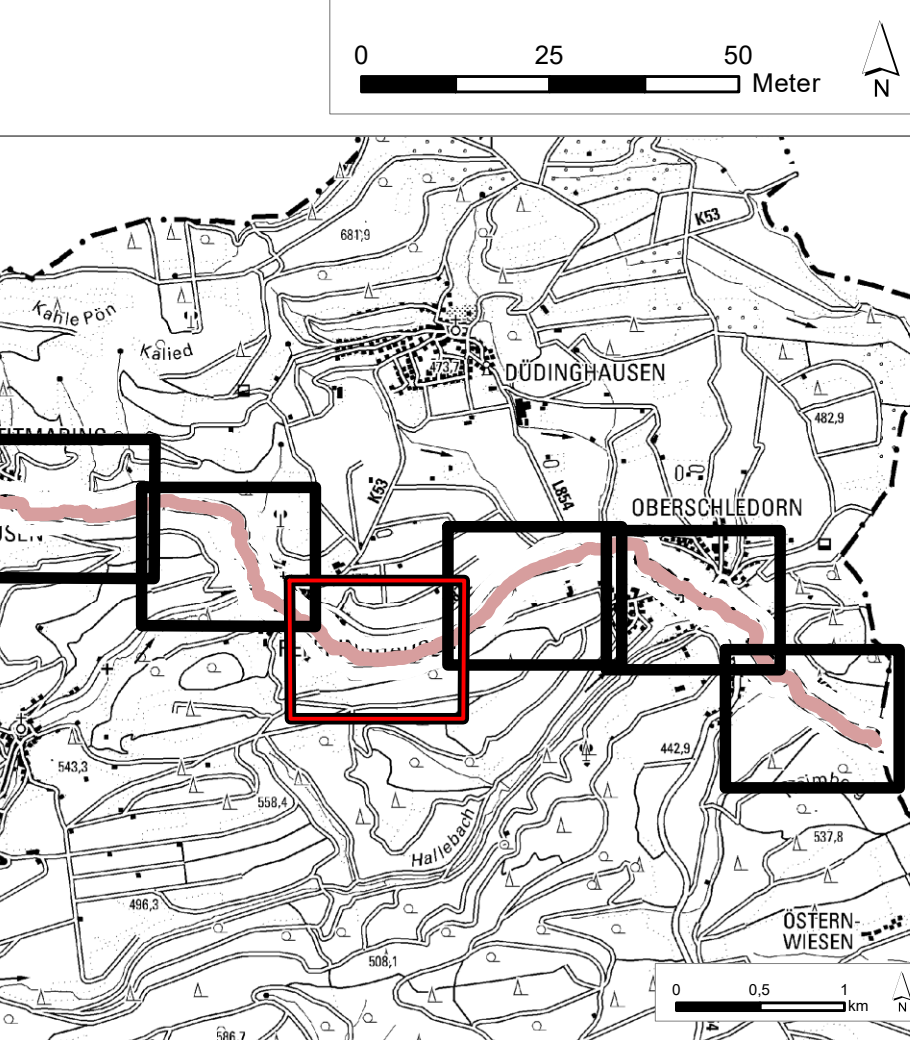 0 25 50
Meter
N
K53
681,9
Kahle Pön
Kalied
473,7
DÜDINGHAUSEN
482,9
K53
L854
OBERSCHLEDORN
442,9
543,3
558,4
Hallebach
537,8
496,3
ÖSTERN-
WIESEN
508,1
0 0,5 1
km
N
586,7